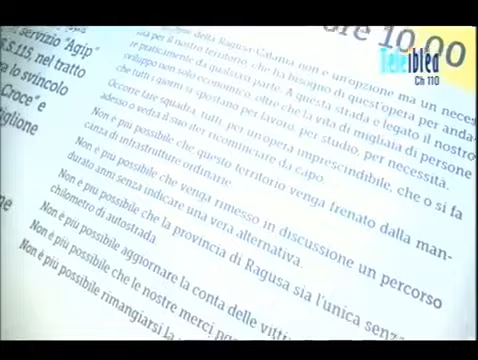 ore 10,00
Teleiblea
Ch 110
servizio "Agip"
S.S.115, nel tratto
lo svincolo
Croce" e
della Ragusa-Catania non è un'opzione ma un neces
per il nostro territorio, che ha bisogno di quest'opera per anda
re praticamente da qualsiasi parte. A questa strada è legato il nostro
sviluppo non solo economico, oltre che la vita di migliaia di persone
che tutti i giorni si spostano per lavoro, per studio, per necessità.
Occorre fare squadra, tutti, per un'opera imprescindibile, che o si fa
adesso o vedrà il suo iter ricominciare da capo.
Non è più possibile che questo territorio venga frenato dalla man-
canza di infrastrutture ordinarie.
Non è più possibile che venga rimesso in discussione un percorso
durato anni senza indicare una vera alternativa.
Non è più possibile che la provincia di Ragusa sia l'unica senza
chilometro di autostrada.
Non è più possibile aggiornare la conta delle vitti
Non è più possibile che le nostre merci
Non è più possibile rimangiarsi la